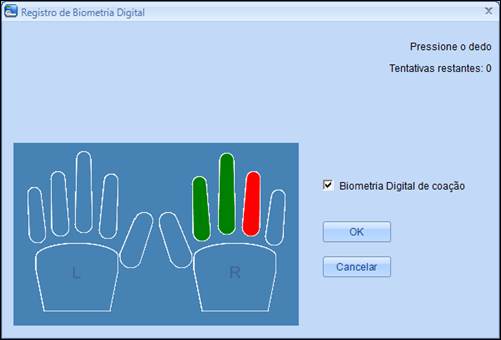 Registro de Biometria Digital
Pressione o dedo
Tentativas restantes: 0
Biometria Digital de coação
L
R
OK
Cancelar